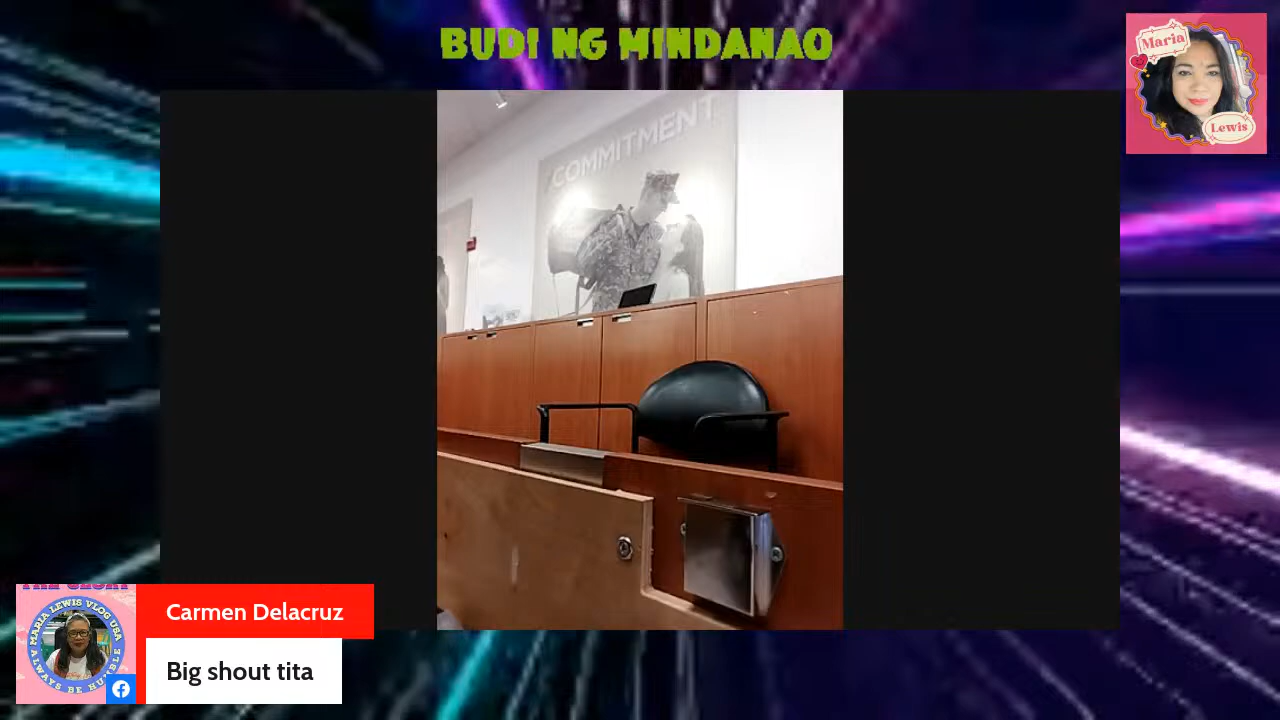 BUDI NG MINDANAO
Maria
Lewis
COMMITMENT
MARIA LEWIS VLOG USA
ALWAYS BE HUMBLE
Carmen Delacruz
Big shout tita